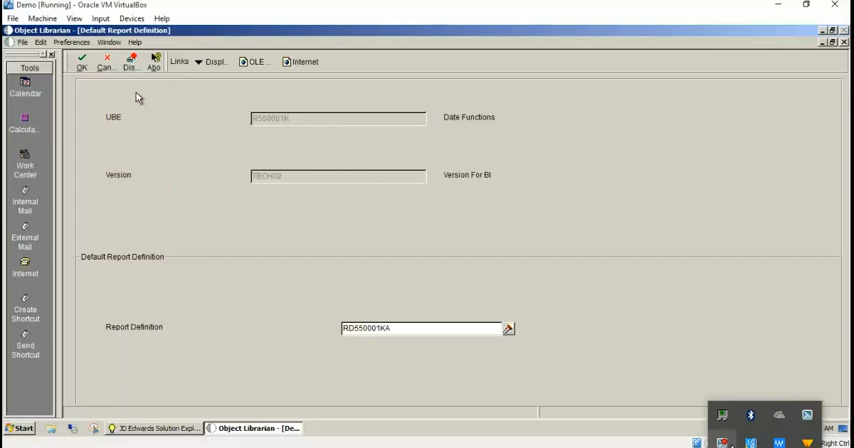 Demo [Running] - Oracle VM VirtualBox
File Machine View Input Devices Help
Object Librarian - [Default Report Definition]
File Edit Preferences Window Help
Tools
OK Can... Dis... Abo Links Displ... OLE ... Internet
Calendar
Calcula...
Work
Center
Internal
Mail
External
Mail
Internet
Create
Shortcut
Send
Shortcut
UBE R550001K Date Functions
Version TECH02 Version For BI
Default Report Definition
Report Definition RD550001KA
Start JD Edwards Solution Expl... Object Librarian - [De... AM
Right Ctrl